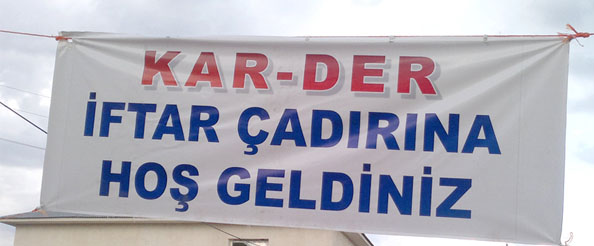 KAR-DER
İFTAR ÇADIRINA
HOŞ GELDİNİZ